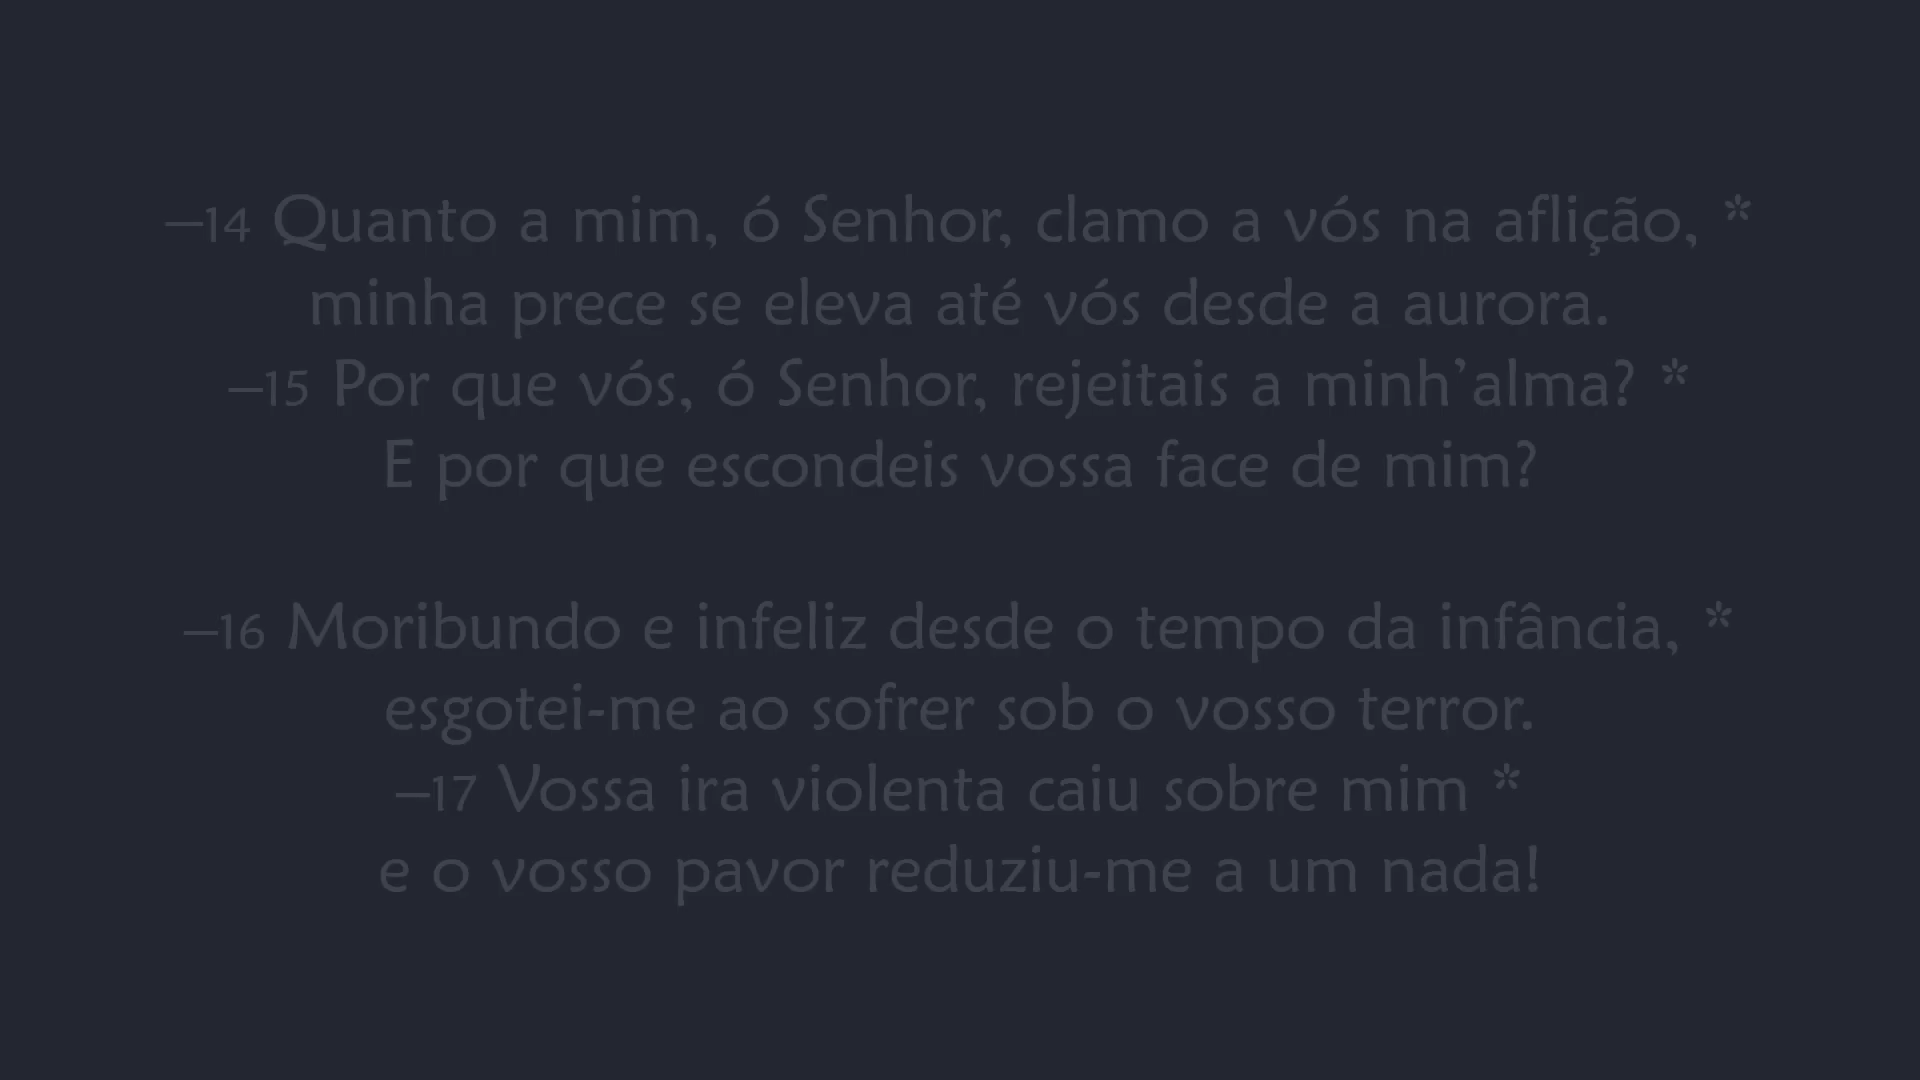 –14 Quanto a mim, ó Senhor, clamo a vós na aflição, *
minha prece se eleva até vós desde a aurora.
–15 Por que vós, ó Senhor, rejeitais a minh’alma? *
E por que escondeis vossa face de mim?
–16 Moribundo e infeliz desde o tempo da infância, *
esgotei-me ao sofrer sob o vosso terror.
–17 Vossa ira violenta caiu sobre mim *
e o vosso pavor reduziu-me a um nada!